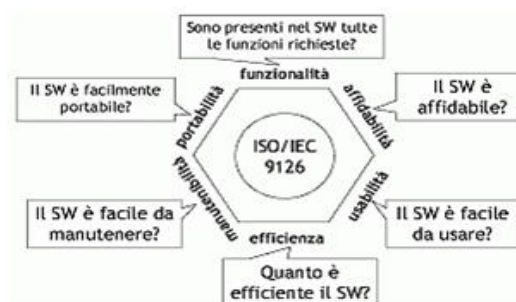 Sono presenti nel SW tutte
le funzioni richieste?
funzionalità
Il SW è facilmente
portabile?
portabilità
Il SW è
affidabile?
affidabilità
ISO/IEC
9126
Il SW è facile da
manutenere?
manutenibilità
Il SW è facile
da usare?
usabilità
efficienza
Quanto è
efficiente il SW?